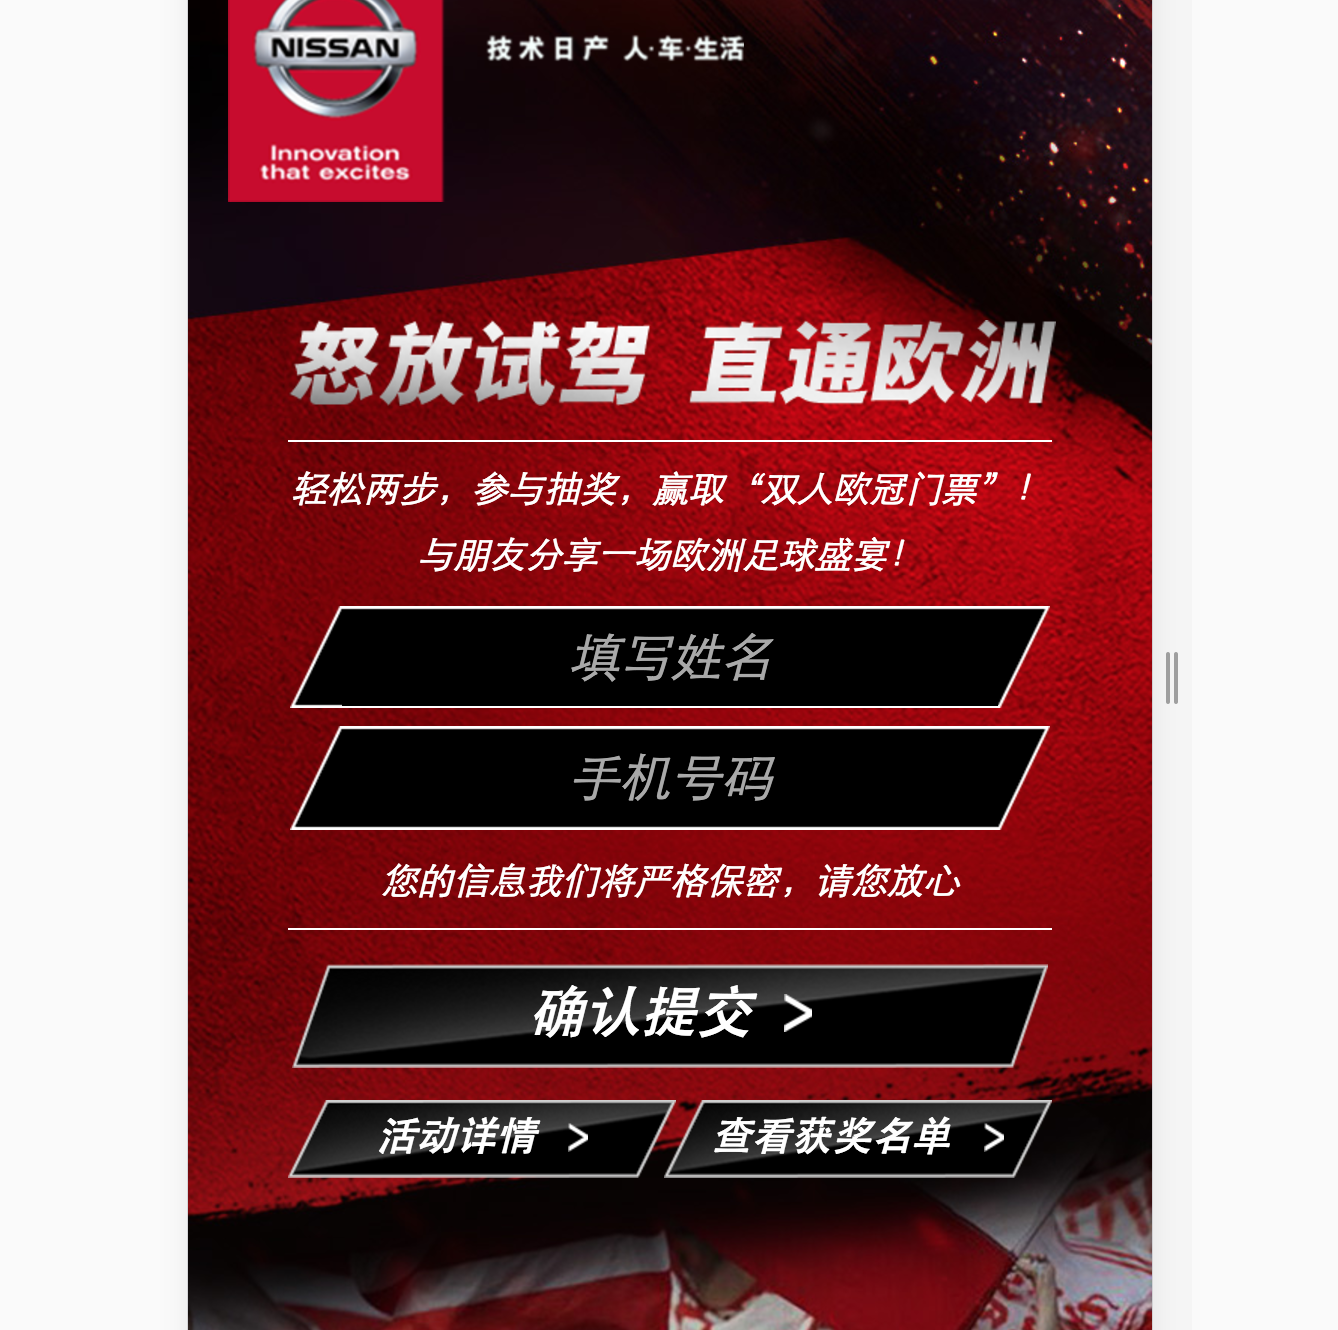 NISSAN
技术日产 人·车·生活
Innovation
that excites
怒放试驾 直通欧洲
轻松两步，参与抽奖，赢取“双人欧冠门票”！
与朋友分享一场欧洲足球盛宴！
填写姓名
手机号码
您的信息我们将严格保密，请您放心
确认提交 >
活动详情 >
查看获奖名单 >